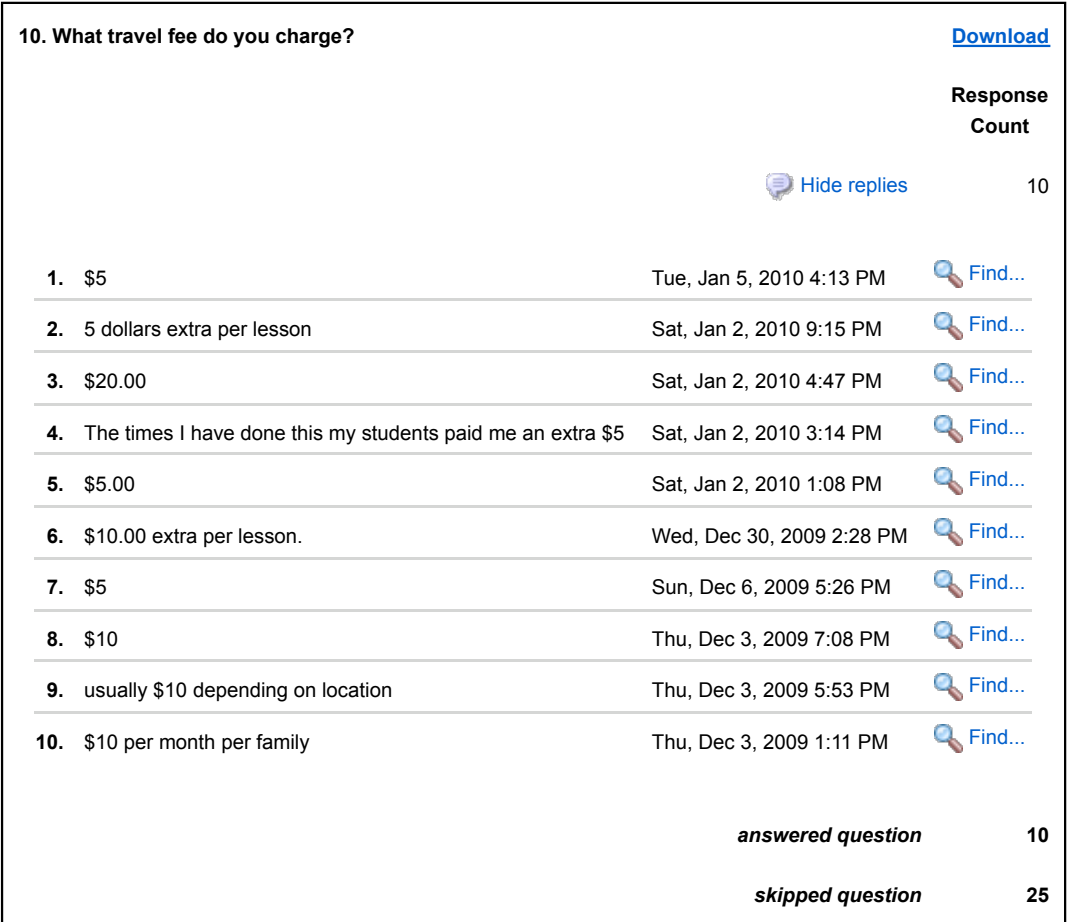 10. What travel fee do you charge? Download
Response
Count
Hide replies 10
1. $5 Tue, Jan 5, 2010 4:13 PM Find...
2. 5 dollars extra per lesson Sat, Jan 2, 2010 9:15 PM Find...
3. $20.00 Sat, Jan 2, 2010 4:47 PM Find...
4. The times I have done this my students paid me an extra $5 Sat, Jan 2, 2010 3:14 PM Find...
5. $5.00 Sat, Jan 2, 2010 1:08 PM Find...
6. $10.00 extra per lesson. Wed, Dec 30, 2009 2:28 PM Find...
7. $5 Sun, Dec 6, 2009 5:26 PM Find...
8. $10 Thu, Dec 3, 2009 7:08 PM Find...
9. usually $10 depending on location Thu, Dec 3, 2009 5:53 PM Find...
10. $10 per month per family Thu, Dec 3, 2009 1:11 PM Find...
answered question 10
skipped question 25